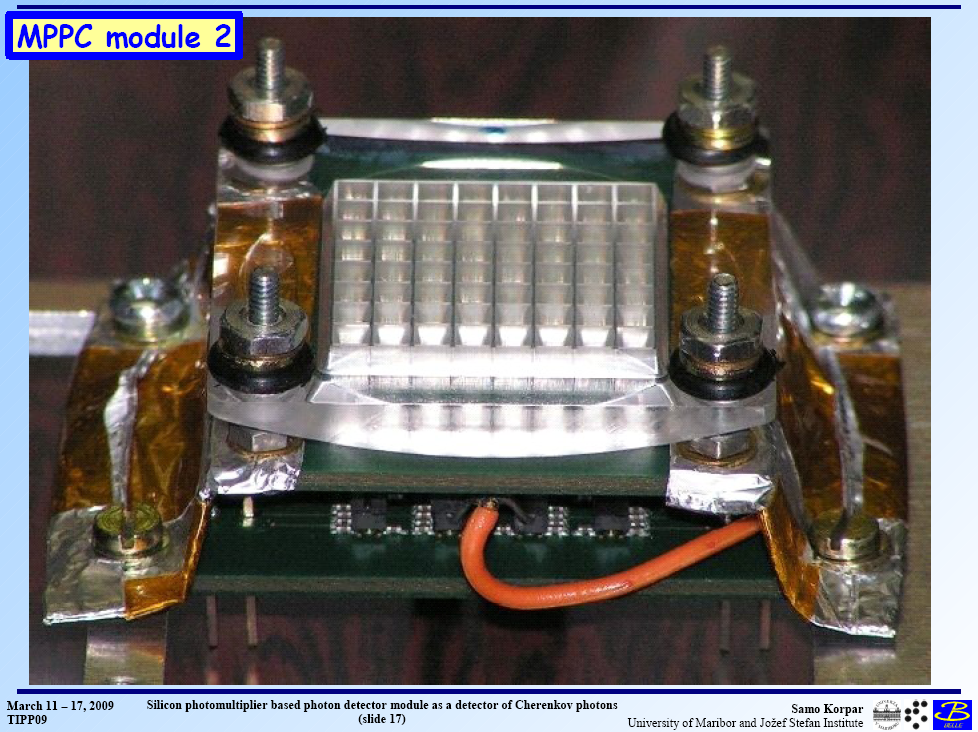 MPPC module 2
March 11 – 17, 2009
TIPP09
Silicon photomultiplier based photon detector module as a detector of Cherenkov photons
(slide 17)
Samo Korpar
University of Maribor and Jožef Stefan Institute
BELLE